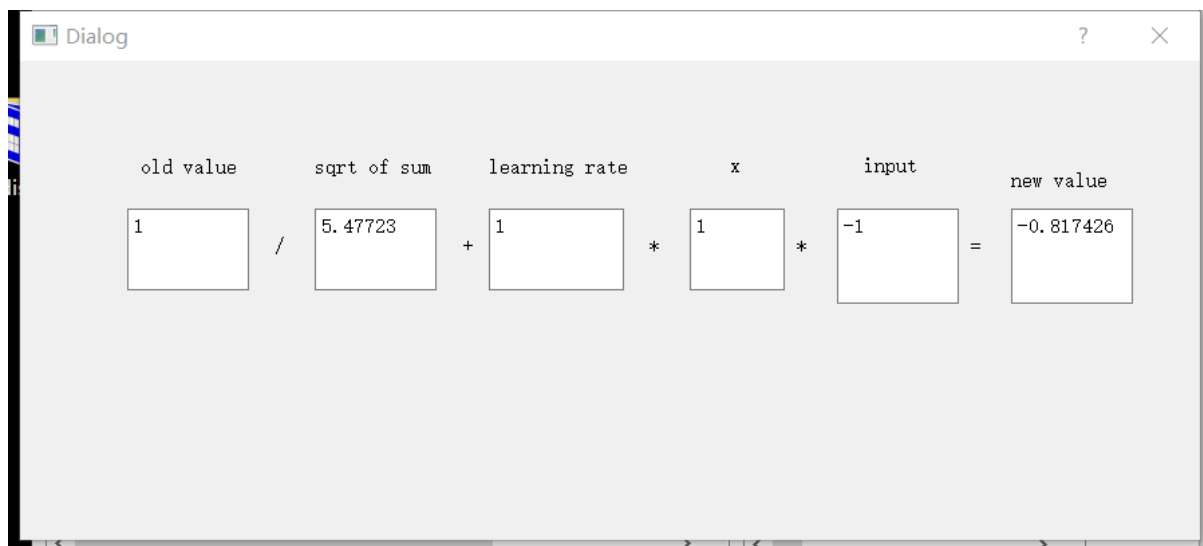 Dialog
old value sqrt of sum learning rate x input new value
1 / 5.47723 + 1 * 1 * -1 = -0.817426